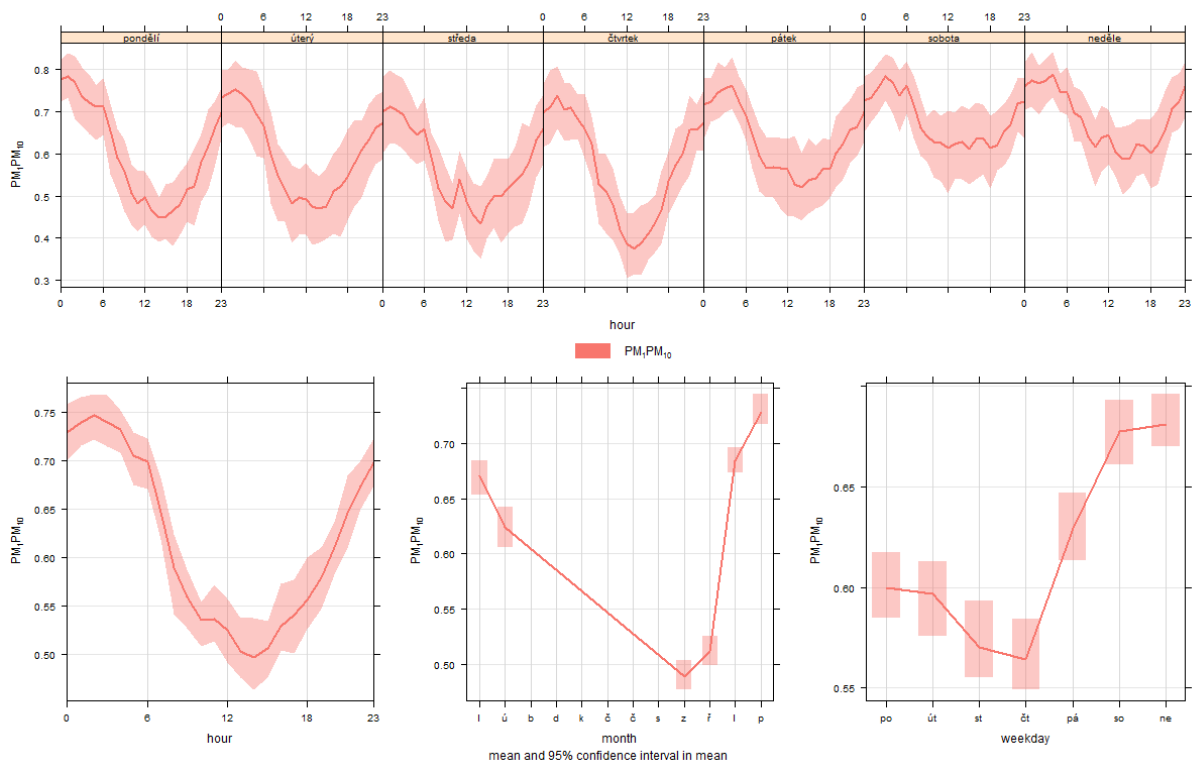 0 6 12 18 23 0 6 12 18 23 0 6 12 18 23
pondělí úterý středa čtvrtek pátek sobota neděle
0.8
0.7
0.6
0.5
0.4
0.3
PM₁PM₁₀
0 6 12 18 23 0 6 12 18 23 0 6 12 18 23 0 6 12 18 23
hour
PM₁PM₁₀
0.75
0.70
0.65
0.60
0.55
0.50
PM₁PM₁₀
0 6 12 18 23
hour
0.70
0.65
0.60
0.55
0.50
PM₁PM₁₀
l ú b d k č č s z ř l p
month
0.65
0.60
0.55
PM₁PM₁₀
po út st čt pá so ne
weekday
mean and 95% confidence interval in mean